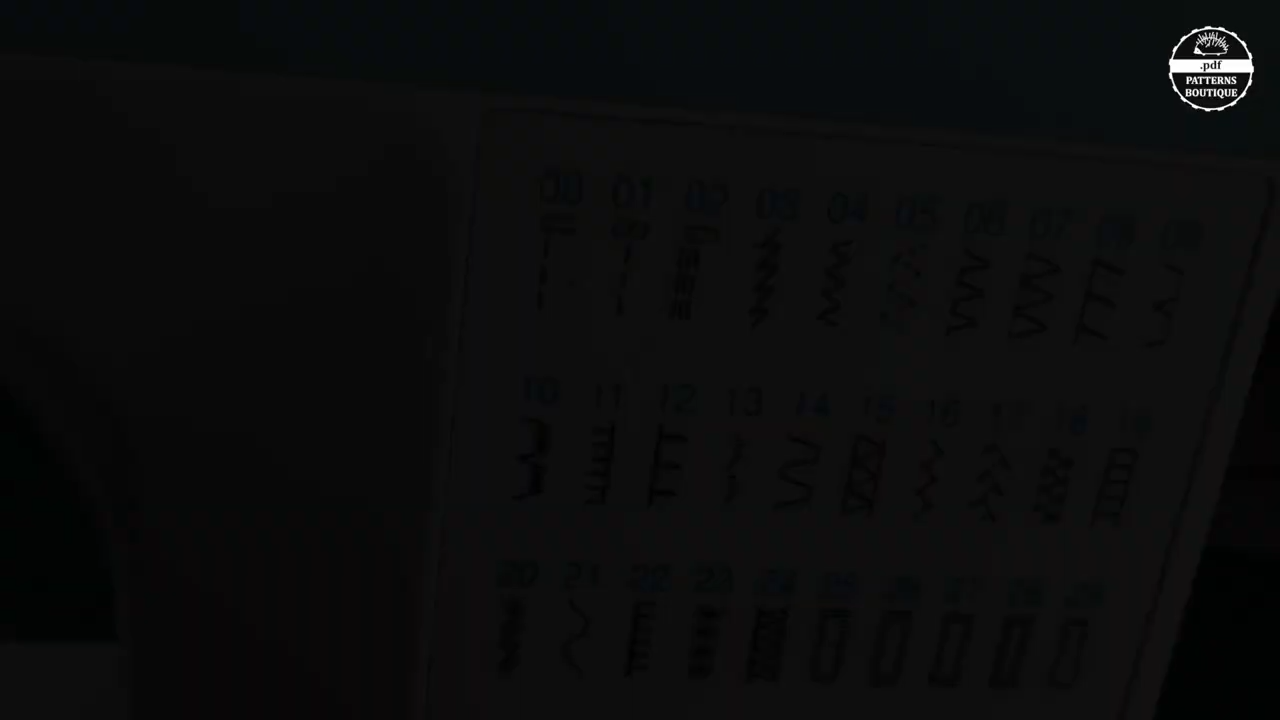 .pdf
PATTERNS
BOUTIQUE
00 01 02 03 04 05 06 07 08 09
10 11 12 13 14 15 16 17 18 19
20 21 22 23 24 25 26 27 28 29